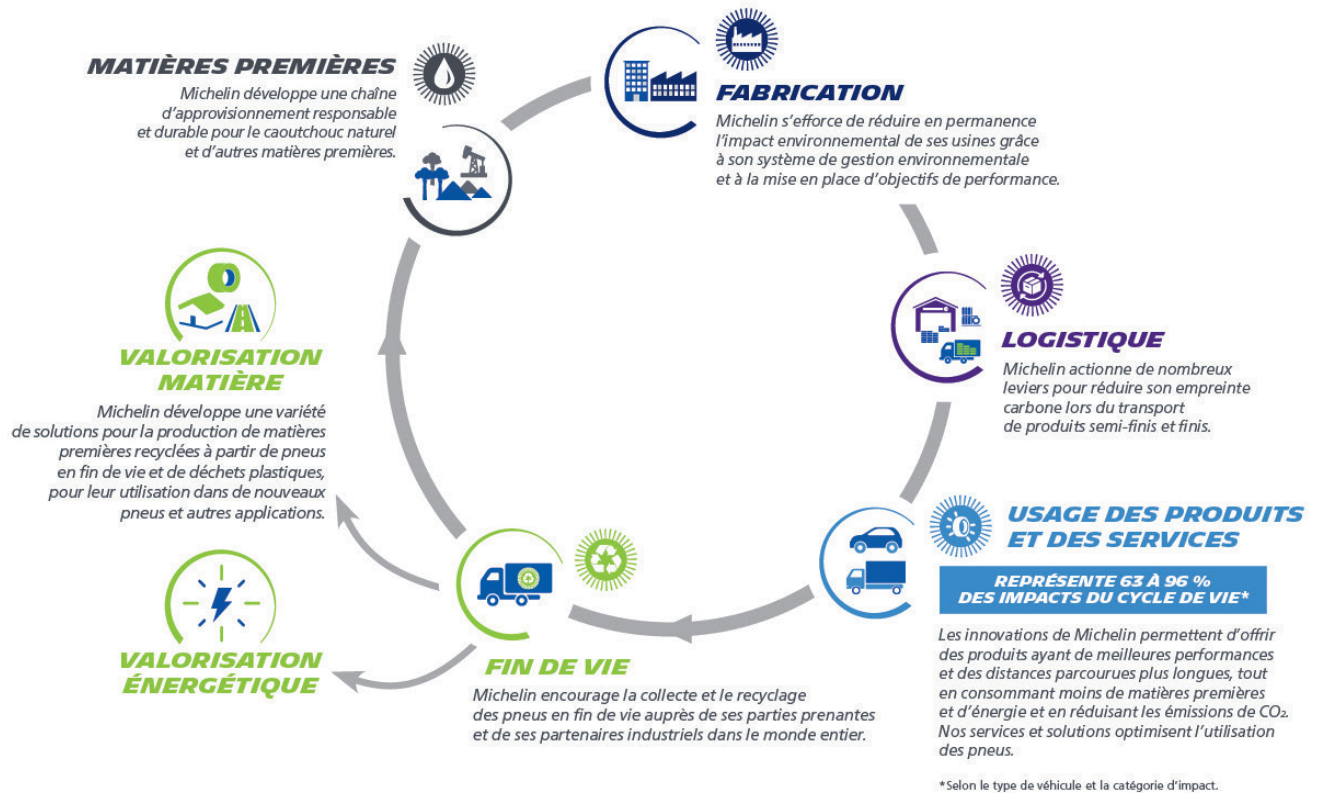 MATIÈRES PREMIÈRES
Michelin développe une chaîne
d'approvisionnement responsable
et durable pour le caoutchouc naturel
et d'autres matières premières.
FABRICATION
Michelin s'efforce de réduire en permanence
l'impact environnemental de ses usines grâce
à son système de gestion environnementale
et à la mise en place d'objectifs de performance.
LOGISTIQUE
Michelin actionne de nombreux
leviers pour réduire son empreinte
carbone lors du transport
de produits semi-finis et finis.
USAGE DES PRODUITS
ET DES SERVICES
REPRÉSENTE 63 À 96 %
DES IMPACTS DU CYCLE DE VIE*
Les innovations de Michelin permettent d'offrir
des produits ayant de meilleures performances
et des distances parcourues plus longues, tout
en consommant moins de matières premières
et d'énergie et en réduisant les émissions de CO₂.
Nos services et solutions optimisent l'utilisation
des pneus.
*Selon le type de véhicule et la catégorie d'impact.
FIN DE VIE
Michelin encourage la collecte et le recyclage
des pneus en fin de vie auprès de ses parties prenantes
et de ses partenaires industriels dans le monde entier.
VALORISATION
MATIÈRE
Michelin développe une variété
de solutions pour la production de matières
premières recyclées à partir de pneus
en fin de vie et de déchets plastiques,
pour leur utilisation dans de nouveaux
pneus et autres applications.
VALORISATION
ÉNERGÉTIQUE